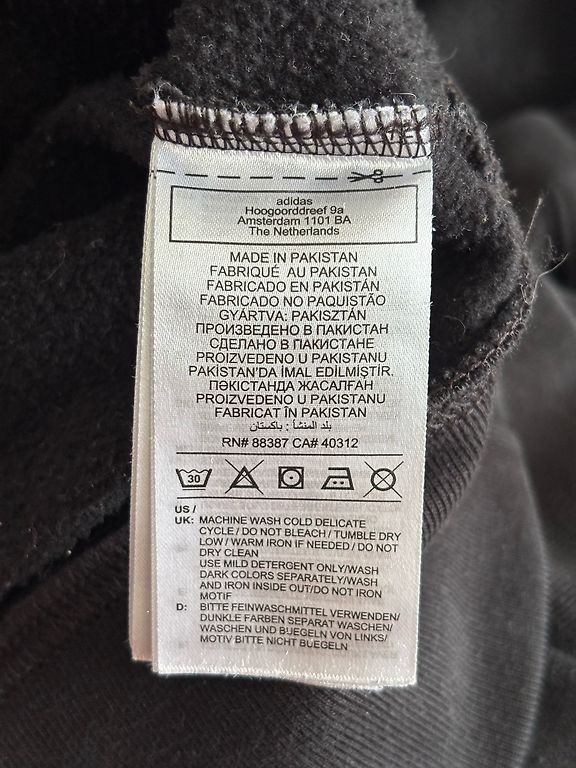 adidas
Hoogoorddreef 9a
Amsterdam 1101 BA
The Netherlands
MADE IN PAKISTAN
FABRIQUÉ AU PAKISTAN
FABRICADO EN PAKISTÁN
FABRICADO NO PAQUISTÃO
GYÁRTVA: PAKISZTÁN
ПРОИЗВЕДЕНО В ПАКИСТАН
СДЕЛАНО В ПАКИСТАНЕ
PROIZVEDENO U PAKISTANU
PAKİSTAN'DA İMAL EDİLMİŞTİR.
ПӘКІСТАНДА ЖАСАЛҒАН
PROIZVEDENO U PAKISTANU
FABRICAT ÎN PAKISTAN
بلد المنشأ : باكستان
RN# 88387 CA# 40312
30
US /
UK: MACHINE WASH COLD DELICATE
CYCLE / DO NOT BLEACH / TUMBLE DRY
LOW / WARM IRON IF NEEDED / DO NOT
DRY CLEAN
USE MILD DETERGENT ONLY/WASH
DARK COLORS SEPARATELY/WASH
AND IRON INSIDE OUT/DO NOT IRON
MOTIF
D: BITTE FEINWASCHMITTEL VERWENDEN/
DUNKLE FARBEN SEPARAT WASCHEN/
WASCHEN UND BUEGELN VON LINKS/
MOTIV BITTE NICHT BUEGELN